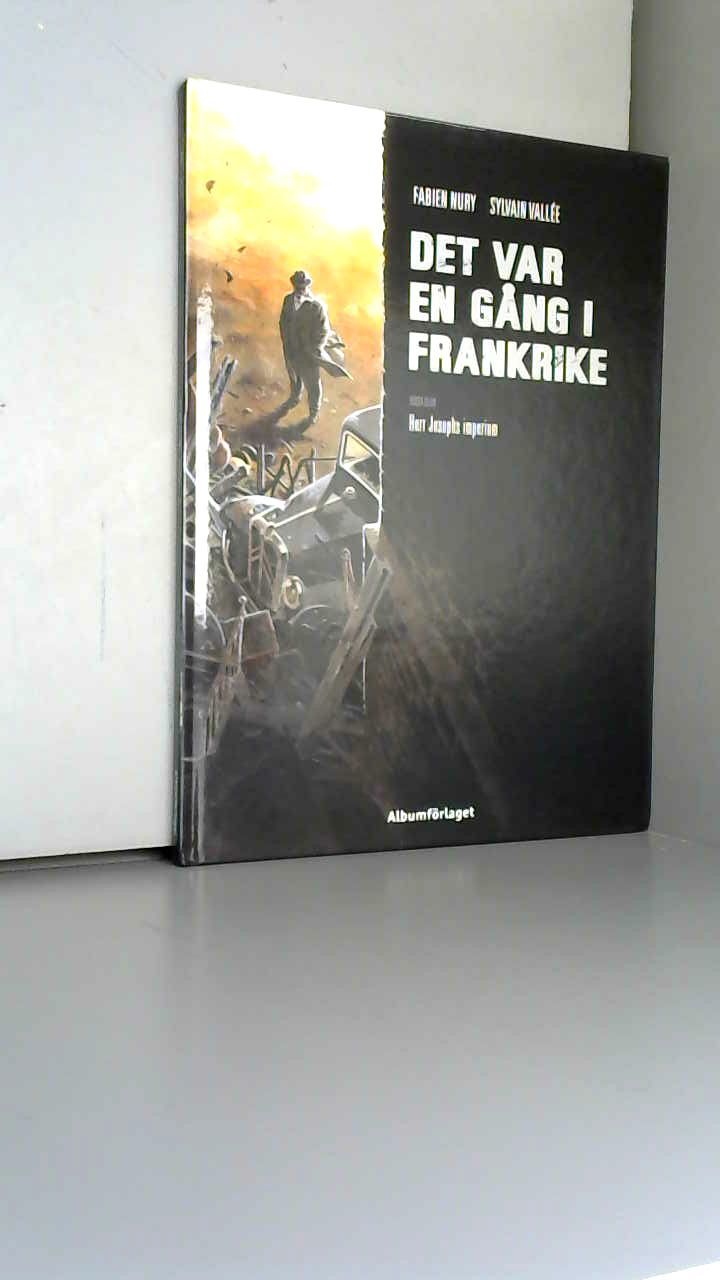 FABIEN NURY SYLVAIN VALLÉE
DET VAR
EN GÅNG I
FRANKRIKE
Herr Josephs imperium
Albumförlaget